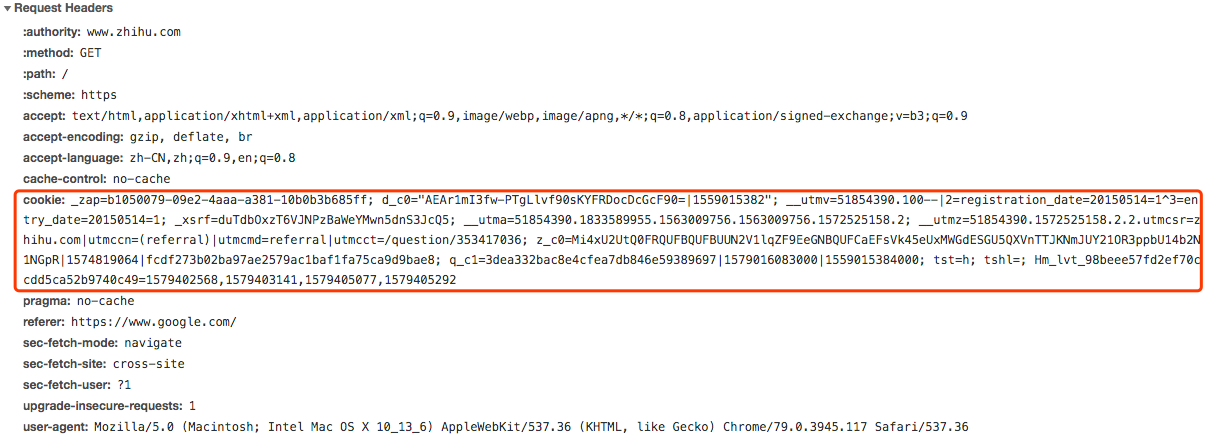 Request Headers
:authority: www.zhihu.com
:method: GET
:path: /
:scheme: https
accept: text/html,application/xhtml+xml,application/xml;q=0.9,image/webp,image/apng,*/*;q=0.8,application/signed-exchange;v=b3;q=0.9
accept-encoding: gzip, deflate, br
accept-language: zh-CN,zh;q=0.9,en;q=0.8
cache-control: no-cache
cookie: _zap=b1050079-09e2-4aaa-a381-10b0b3b685ff; d_c0="AEAr1mI3fw-PTgLlvf90sKYFRDocDcGcF90=|1559015382"; __utmv=51854390.100--|2=registration_date=20150514=1^3=en
try_date=20150514=1; _xsrf=duTdbOxzT6VJNPzBaWeYMwn5dnS3JcQ5; __utma=51854390.1833589955.1563009756.1563009756.1572525158.2; __utmz=51854390.1572525158.2.2.utmcsr=z
hihu.com|utmccn=(referral)|utmcmd=referral|utmcct=/question/353417036; z_c0=Mi4xU2UtQ0FRQUFBQUFBUUN2V1lqZF9EeGNBQUFCaEFsVk45eUxMWGdESGU5QXVnTTJKNmJUY21OR3ppbU14b2N
1NGpR|1574819064|fcdf273b02ba97ae2579ac1baf1fa75ca9d9bae8; q_c1=3dea332bac8e4cfea7db846e59389697|1579016083000|1559015384000; tst=h; tshl=; Hm_lvt_98beee57fd2ef70c
cdd5ca52b9740c49=1579402568,1579403141,1579405077,1579405292
pragma: no-cache
referer: https://www.google.com/
sec-fetch-mode: navigate
sec-fetch-site: cross-site
sec-fetch-user: ?1
upgrade-insecure-requests: 1
user-agent: Mozilla/5.0 (Macintosh; Intel Mac OS X 10_13_6) AppleWebKit/537.36 (KHTML, like Gecko) Chrome/79.0.3945.117 Safari/537.36